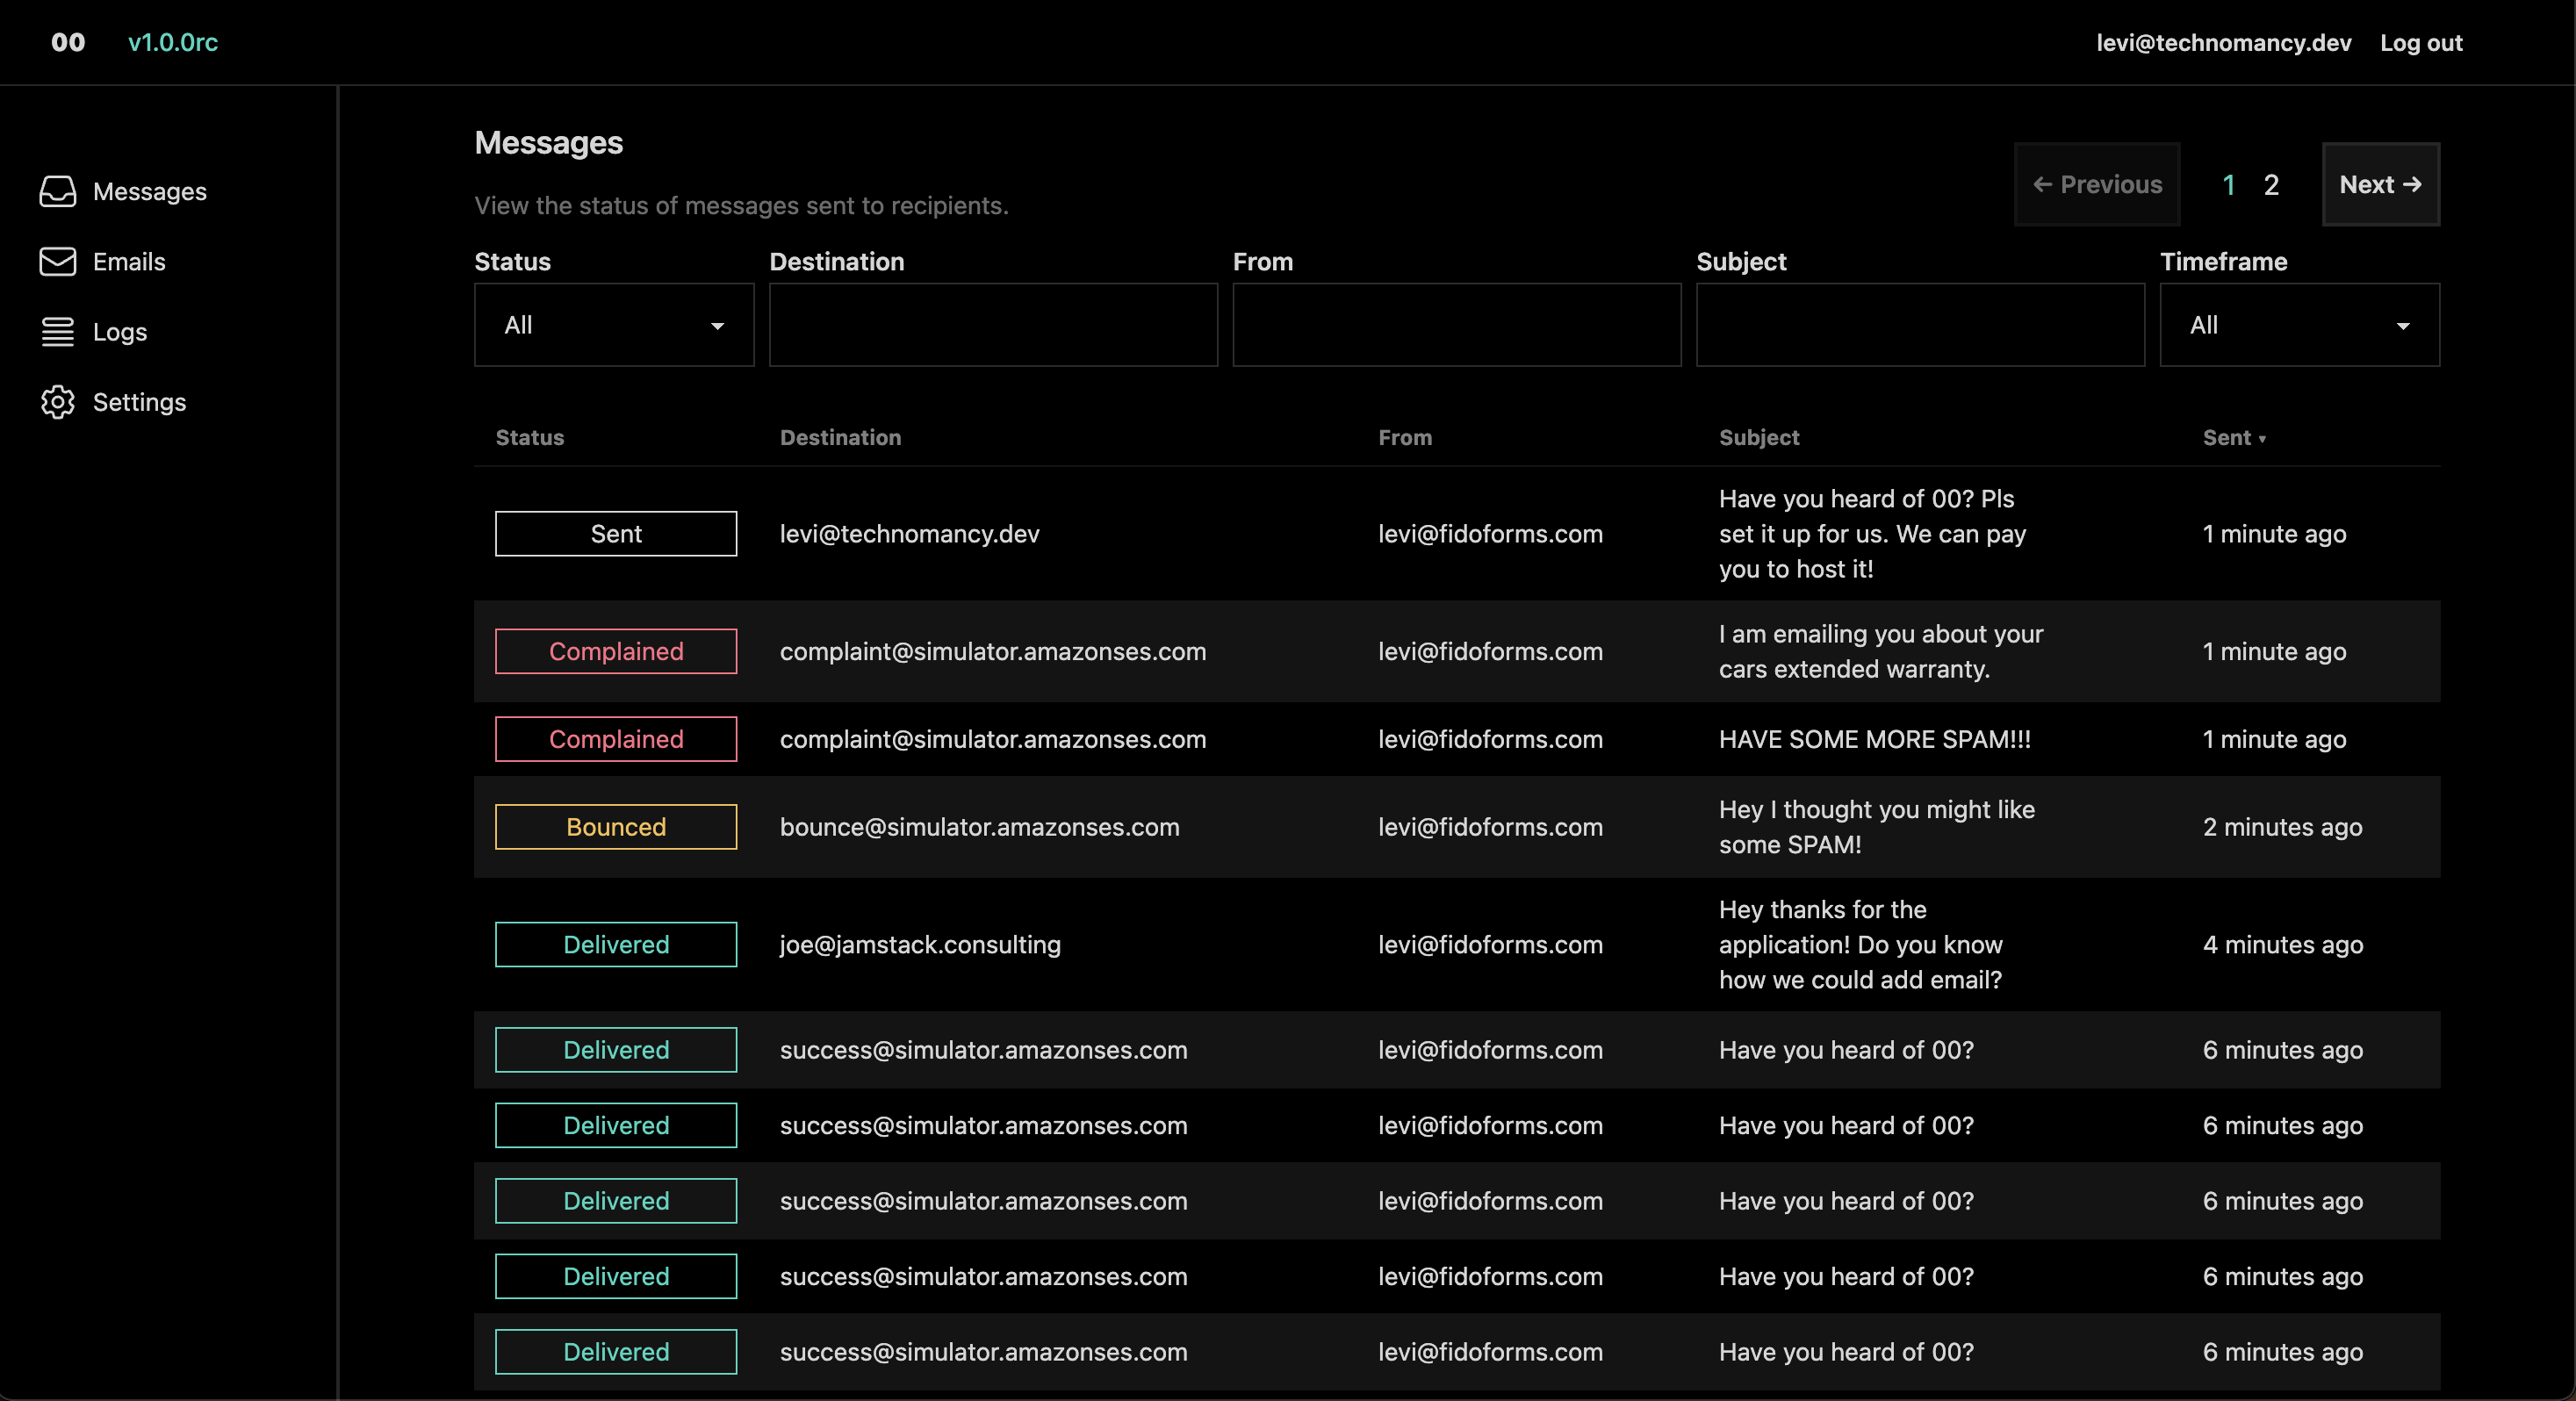 00 v1.0.0rc levi@technomancy.dev Log out
Messages
Emails
Logs
Settings
Messages
View the status of messages sent to recipients.
← Previous 1 2 Next →
Status Destination From Subject Timeframe
All All
Status Destination From Subject Sent ▾
Sent levi@technomancy.dev levi@fidoforms.com Have you heard of 00? Pls
set it up for us. We can pay
you to host it!
1 minute ago
Complained complaint@simulator.amazonses.com levi@fidoforms.com I am emailing you about your
cars extended warranty.
1 minute ago
Complained complaint@simulator.amazonses.com levi@fidoforms.com HAVE SOME MORE SPAM!!! 1 minute ago
Bounced bounce@simulator.amazonses.com levi@fidoforms.com Hey I thought you might like
some SPAM!
2 minutes ago
Delivered joe@jamstack.consulting levi@fidoforms.com Hey thanks for the
application! Do you know
how we could add email?
4 minutes ago
Delivered success@simulator.amazonses.com levi@fidoforms.com Have you heard of 00? 6 minutes ago
Delivered success@simulator.amazonses.com levi@fidoforms.com Have you heard of 00? 6 minutes ago
Delivered success@simulator.amazonses.com levi@fidoforms.com Have you heard of 00? 6 minutes ago
Delivered success@simulator.amazonses.com levi@fidoforms.com Have you heard of 00? 6 minutes ago
Delivered success@simulator.amazonses.com levi@fidoforms.com Have you heard of 00? 6 minutes ago